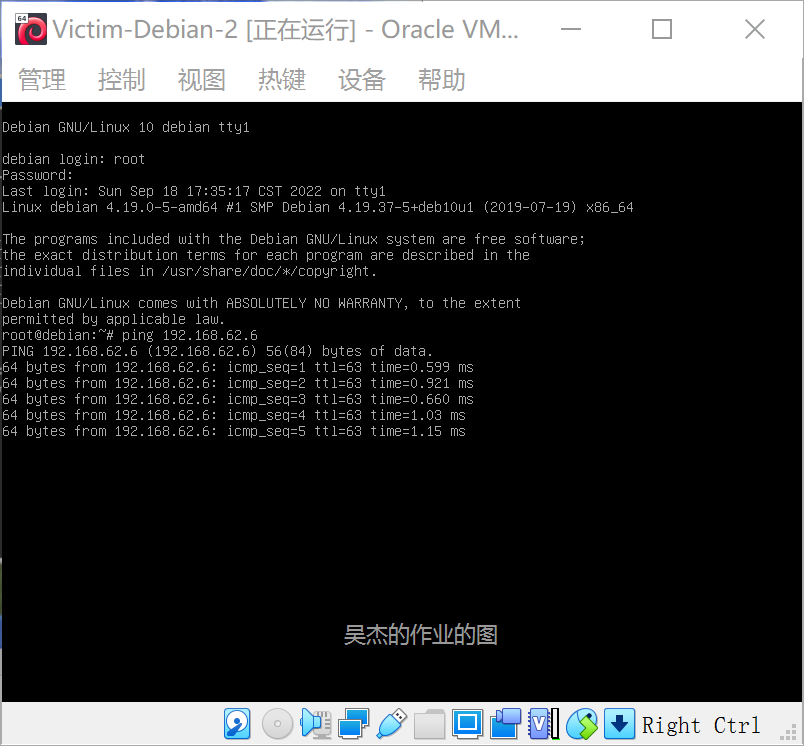 64
Victim-Debian-2 [正在运行] - Oracle VM...
管理 控制 视图 热键 设备 帮助
Debian GNU/Linux 10 debian tty1
debian login: root
Password:
Last login: Sun Sep 18 17:35:17 CST 2022 on tty1
Linux debian 4.19.0-5-amd64 #1 SMP Debian 4.19.37-5+deb10u1 (2019-07-19) x86_64
The programs included with the Debian GNU/Linux system are free software;
the exact distribution terms for each program are described in the
individual files in /usr/share/doc/*/copyright.
Debian GNU/Linux comes with ABSOLUTELY NO WARRANTY, to the extent
permitted by applicable law.
root@debian:~# ping 192.168.62.6
PING 192.168.62.6 (192.168.62.6) 56(84) bytes of data.
64 bytes from 192.168.62.6: icmp_seq=1 ttl=63 time=0.599 ms
64 bytes from 192.168.62.6: icmp_seq=2 ttl=63 time=0.921 ms
64 bytes from 192.168.62.6: icmp_seq=3 ttl=63 time=0.660 ms
64 bytes from 192.168.62.6: icmp_seq=4 ttl=63 time=1.03 ms
64 bytes from 192.168.62.6: icmp_seq=5 ttl=63 time=1.15 ms
吴杰的作业的图
V
Right Ctrl